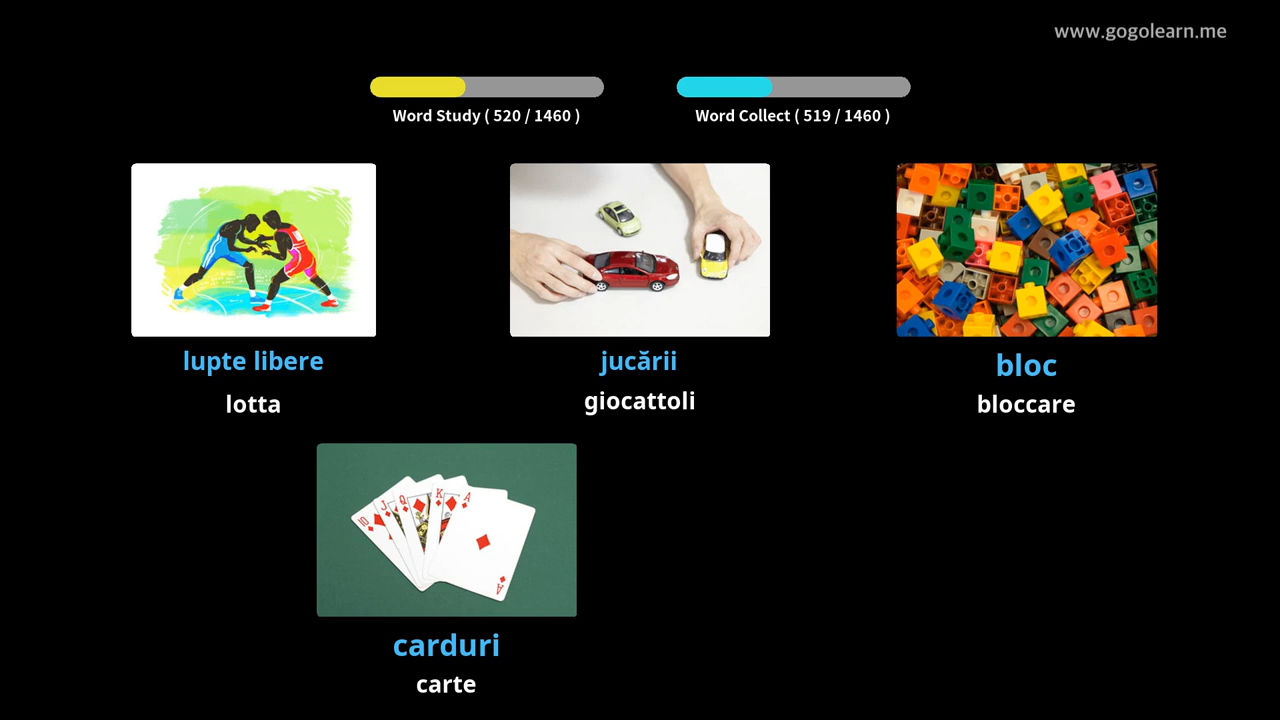 www.gogolearn.me
Word Study ( 520 / 1460 )
Word Collect ( 519 / 1460 )
lupte libere
lotta
jucării
giocattoli
bloc
bloccare
10
J
Q
K
A
A
carduri
carte